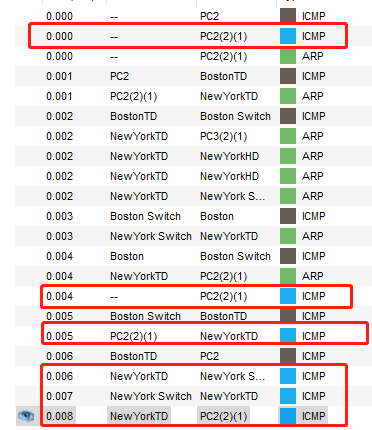 0.000 -- PC2 ICMP
0.000 -- PC2(2)(1) ICMP
0.000 -- PC2(2)(1) ARP
0.001 PC2 BostonTD ICMP
0.001 PC2(2)(1) NewYorkTD ARP
0.002 BostonTD Boston Switch ICMP
0.002 NewYorkTD PC3(2)(1) ARP
0.002 NewYorkTD NewYorkHD ARP
0.002 NewYorkTD NewYorkHD ARP
0.002 NewYorkTD NewYork S... ARP
0.003 Boston Switch Boston ICMP
0.003 NewYork Switch NewYorkTD ARP
0.004 Boston Boston Switch ICMP
0.004 NewYorkTD PC2(2)(1) ARP
0.004 -- PC2(2)(1) ICMP
0.005 Boston Switch BostonTD ICMP
0.005 PC2(2)(1) NewYorkTD ICMP
0.006 BostonTD PC2 ICMP
0.006 NewYorkTD NewYork S... ICMP
0.007 NewYork Switch NewYorkTD ICMP
0.008 NewYorkTD PC2(2)(1) ICMP